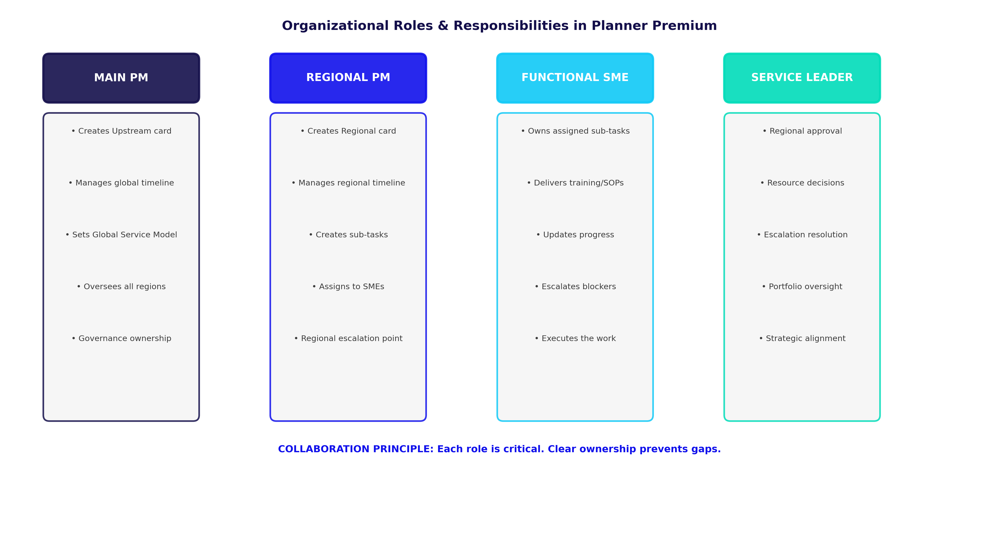 Organizational Roles & Responsibilities in Planner Premium
MAIN PM
• Creates Upstream card
• Manages global timeline
• Sets Global Service Model
• Oversees all regions
• Governance ownership
REGIONAL PM
• Creates Regional card
• Manages regional timeline
• Creates sub-tasks
• Assigns to SMEs
• Regional escalation point
FUNCTIONAL SME
• Owns assigned sub-tasks
• Delivers training/SOPs
• Updates progress
• Escalates blockers
• Executes the work
SERVICE LEADER
• Regional approval
• Resource decisions
• Escalation resolution
• Portfolio oversight
• Strategic alignment
COLLABORATION PRINCIPLE: Each role is critical. Clear ownership prevents gaps.